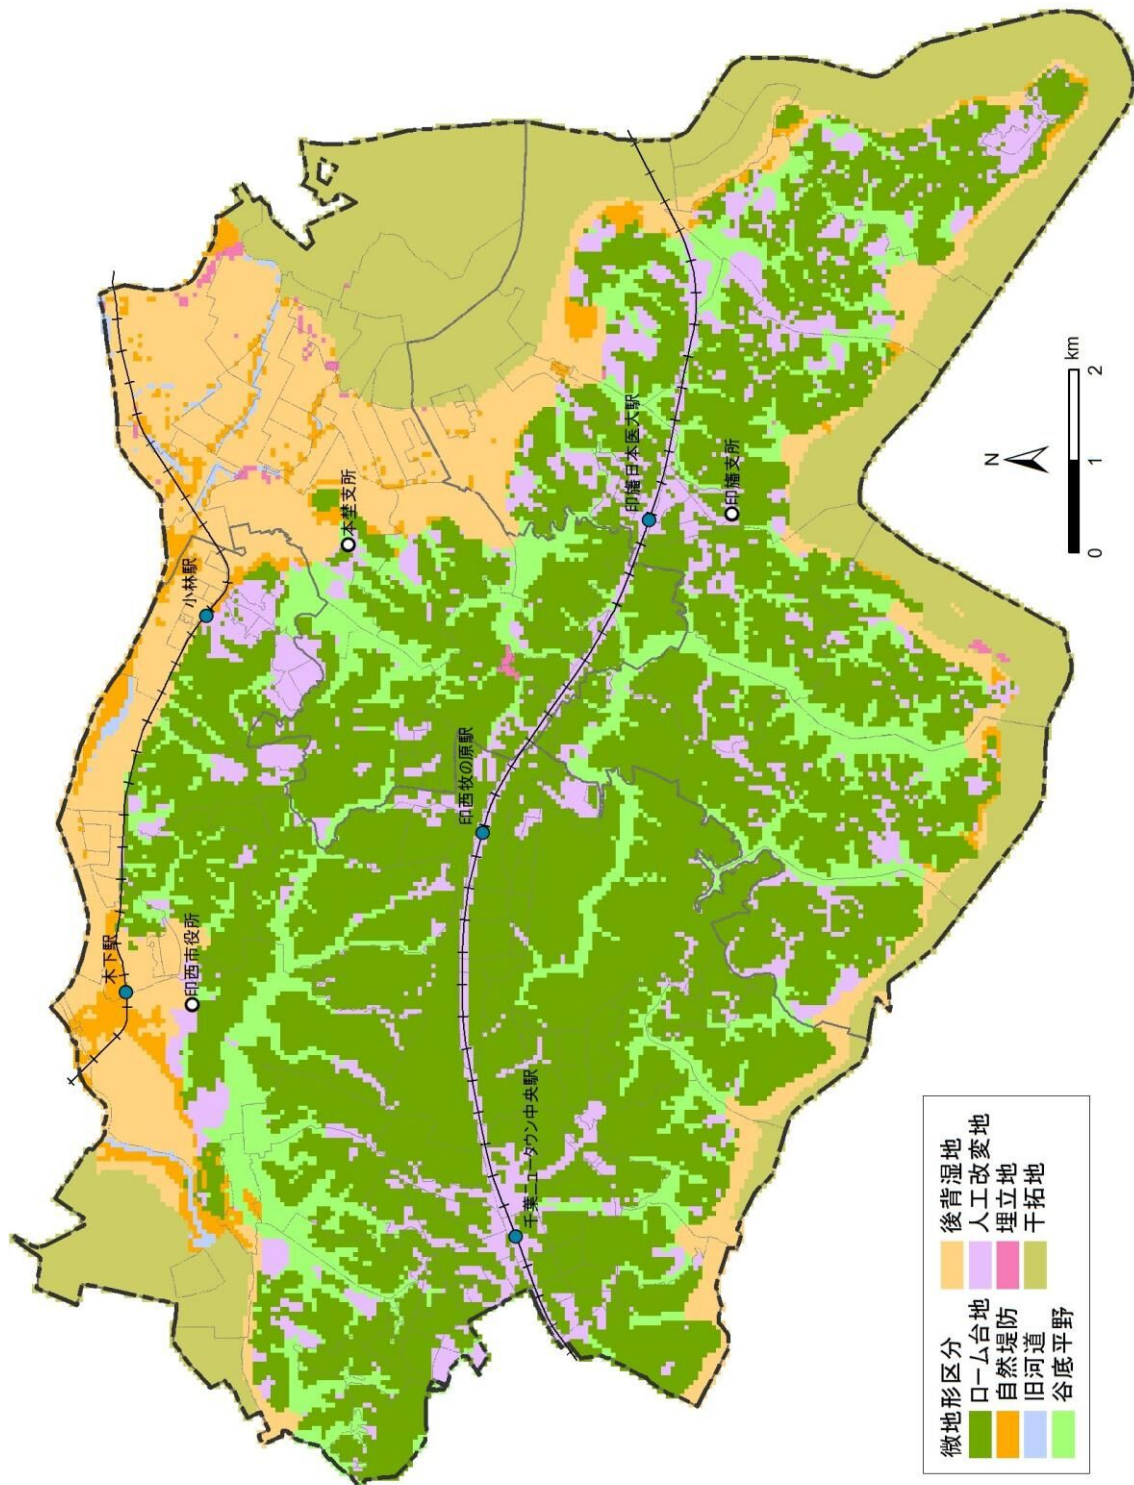 木下駅
小林駅
印西市役所
本埜支所
印西牧の原駅
印旛日本医大駅
千葉ニュータウン中央駅
印旛支所
N
0 1 2 km
微地形区分
ローム台地
自然堤防
旧河道
谷底平野
後背湿地
人工改変地
埋立地
干拓地